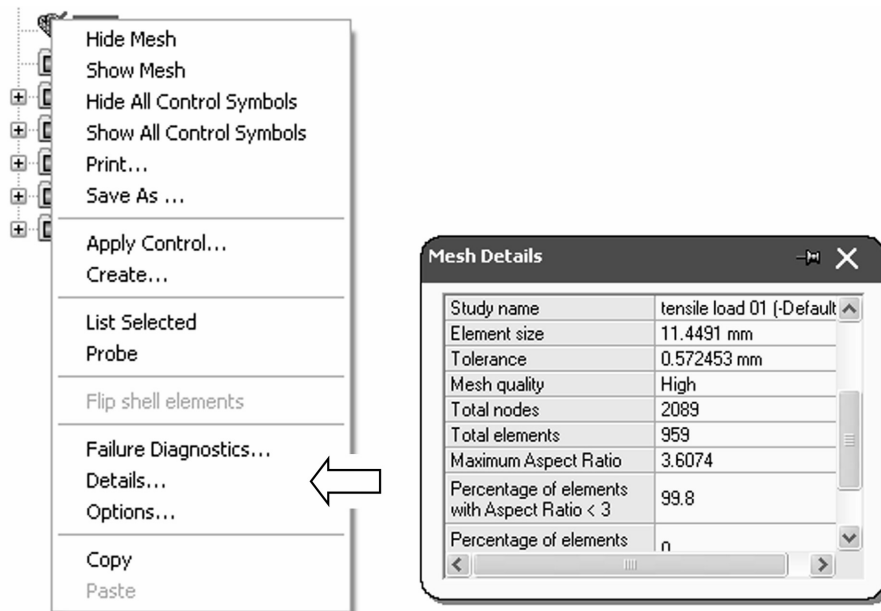 Hide Mesh
Show Mesh
Hide All Control Symbols
Show All Control Symbols
Print...
Save As ...
Apply Control...
Create...
List Selected
Probe
Flip shell elements
Failure Diagnostics...
Details...
Options...
Copy
Paste
Mesh Details
Study name tensile load 01 (-Default
Element size 11.4491 mm
Tolerance 0.572453 mm
Mesh quality High
Total nodes 2089
Total elements 959
Maximum Aspect Ratio 3.6074
Percentage of elements
with Aspect Ratio < 3 99.8
Percentage of elements 0